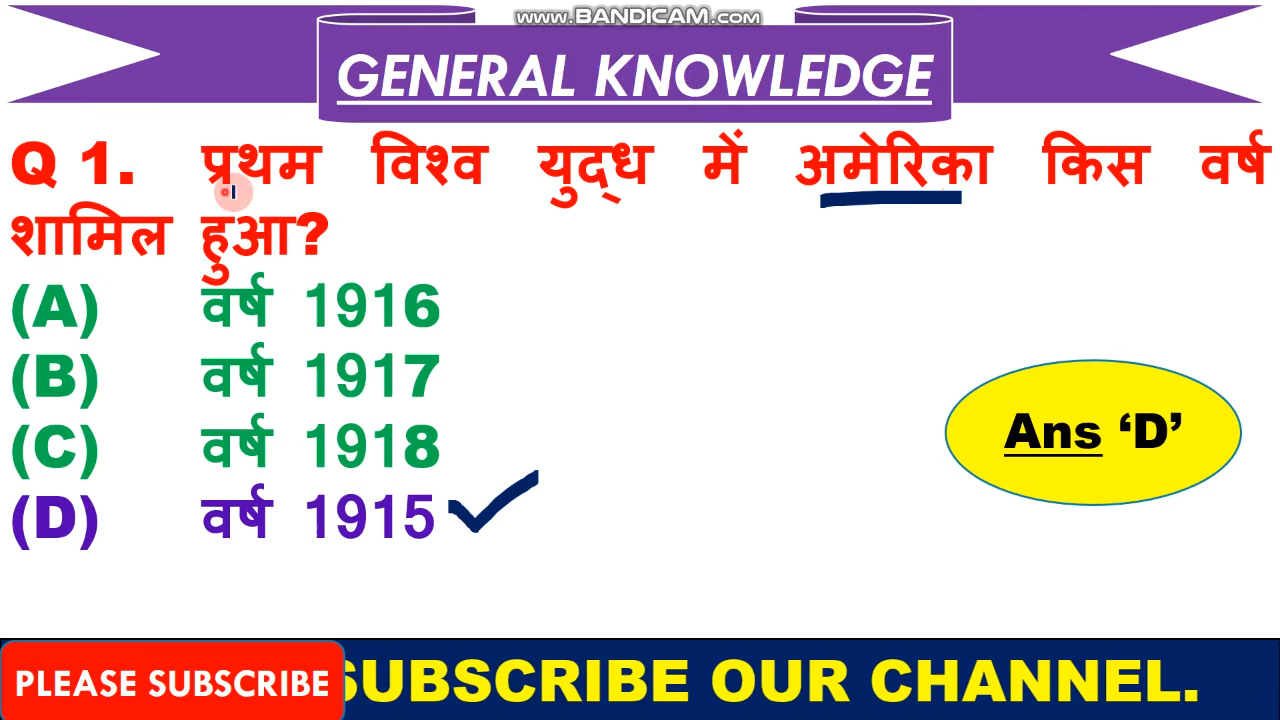 www.BANDICAM.com
GENERAL KNOWLEDGE
Q 1. प्रथम विश्व युद्ध में अमेरिका किस वर्ष
शामिल हुआ?
(A) वर्ष 1916
(B) वर्ष 1917
(C) वर्ष 1918
(D) वर्ष 1915
Ans ‘D’
PLEASE SUBSCRIBE SUBSCRIBE OUR CHANNEL.